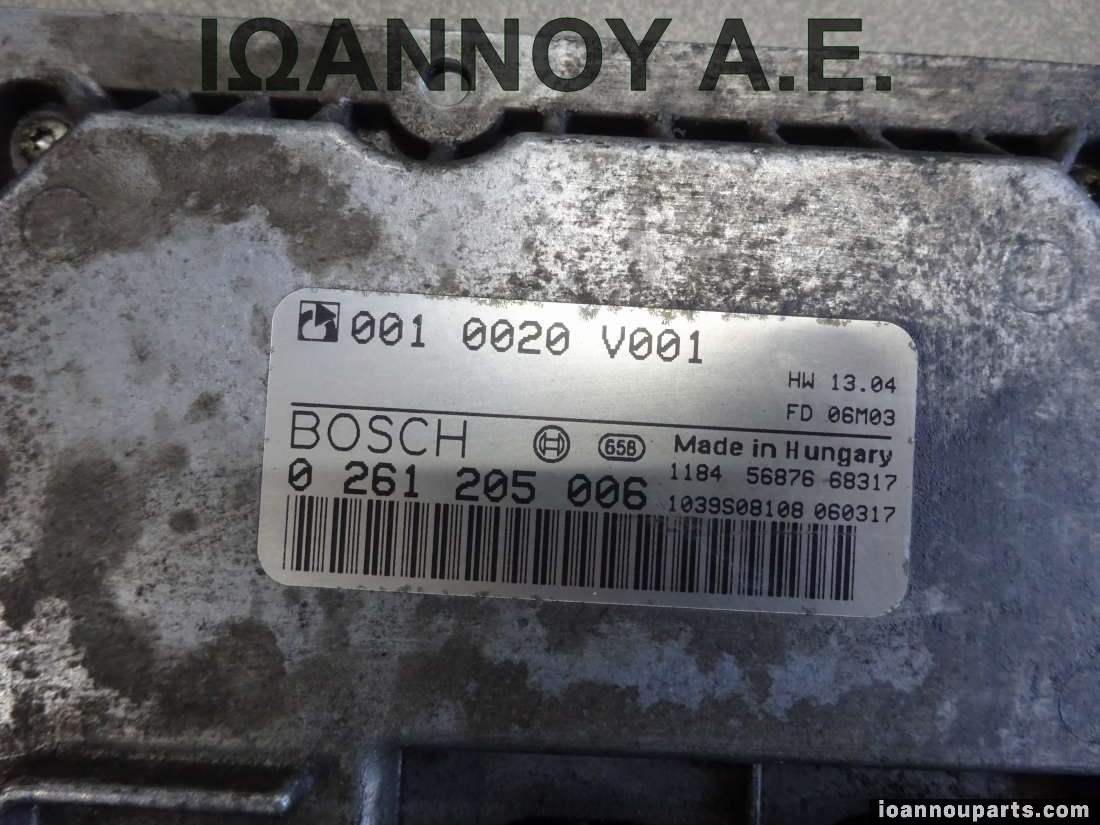 ΙΩΑΝΝΟΥ Α.Ε.
001 0020 V001
HW 13.04
FD 06M03
BOSCH
65B
Made in Hungary
0 261 205 006
1184 56876 68317
1039S08108 060317
ioannouparts.com